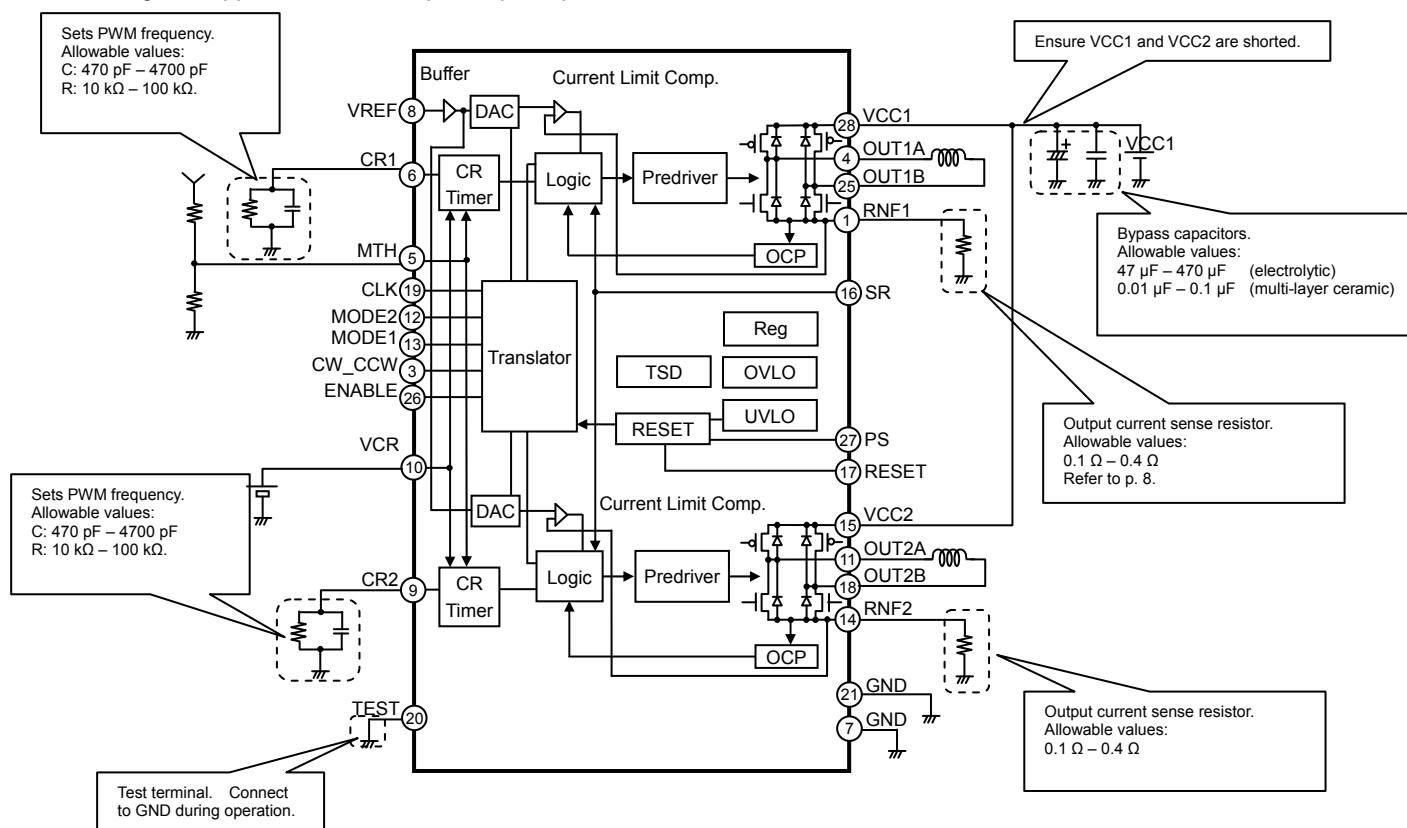 Sets PWM frequency.
Allowable values:
C: 470 pF – 4700 pF
R: 10 kΩ – 100 kΩ.
Ensure VCC1 and VCC2 are shorted.
Buffer
Current Limit Comp.
VREF
8
DAC
28
VCC1
VCC1
CR1
6
CR
Timer
Logic
Predriver
4
OUT1A
25
OUT1B
1
RNF1
OCP
Bypass capacitors.
Allowable values:
47 µF – 470 µF (electrolytic)
0.01 µF – 0.1 µF (multi-layer ceramic)
MTH
5
CLK
19
16
SR
MODE2
12
MODE1
13
CW_CCW
3
ENABLE
26
Translator
Reg
TSD
OVLO
UVLO
RESET
27
PS
17
RESET
Output current sense resistor.
Allowable values:
0.1 Ω – 0.4 Ω
Refer to p. 8.
VCR
10
Sets PWM frequency.
Allowable values:
C: 470 pF – 4700 pF
R: 10 kΩ – 100 kΩ.
Current Limit Comp.
DAC
15
VCC2
11
OUT2A
18
OUT2B
14
RNF2
CR2
9
CR
Timer
Logic
Predriver
OCP
TEST
20
21
GND
7
GND
Output current sense resistor.
Allowable values:
0.1 Ω – 0.4 Ω
Test terminal. Connect
to GND during operation.